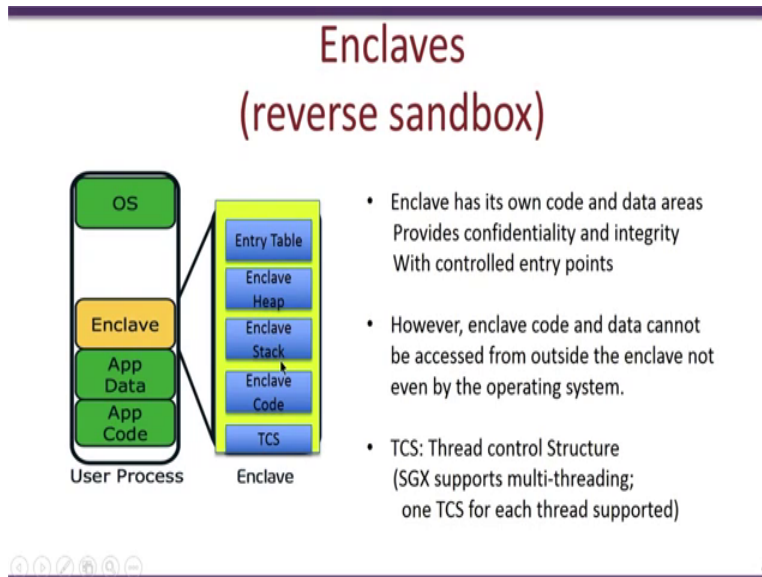 Enclaves
(reverse sandbox)
OS
Enclave
App
Data
App
Code
User Process
Entry Table
Enclave
Heap
Enclave
Stack
Enclave
Code
TCS
Enclave
• Enclave has its own code and data areas
Provides confidentiality and integrity
With controlled entry points
• However, enclave code and data cannot
be accessed from outside the enclave not
even by the operating system.
• TCS: Thread control Structure
(SGX supports multi-threading;
one TCS for each thread supported)